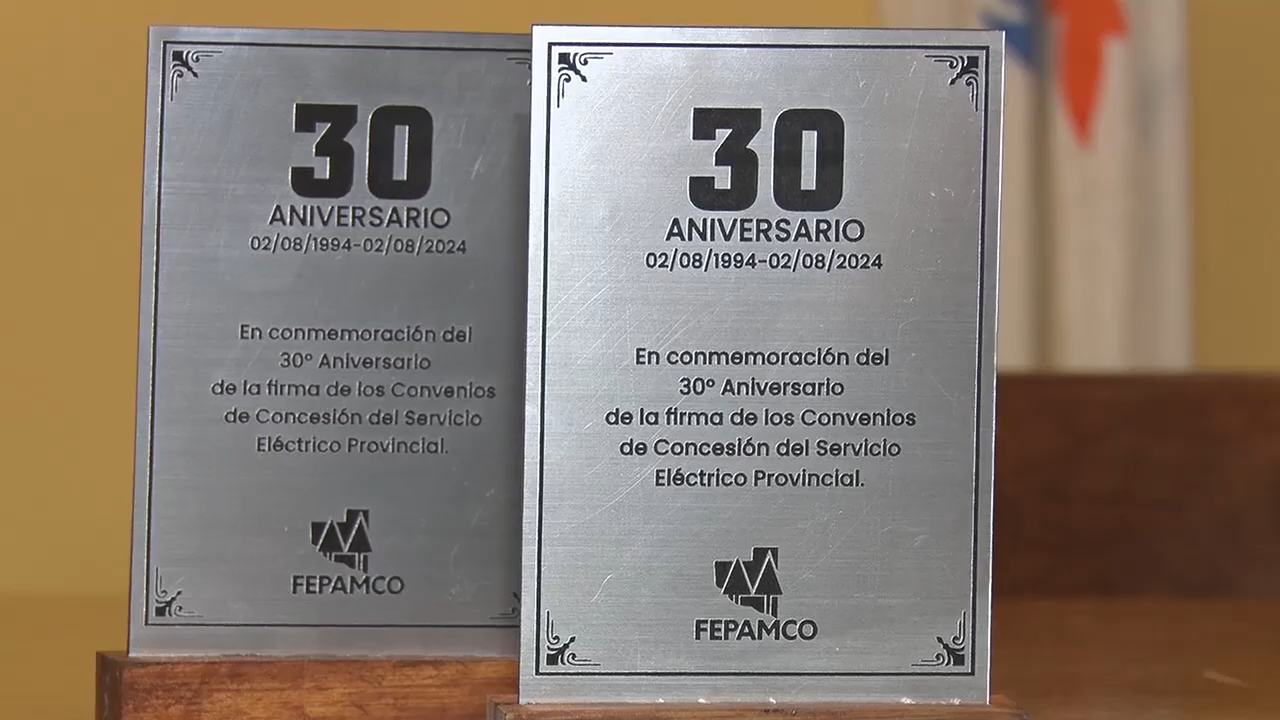 30
ANIVERSARIO
02/08/1994-02/08/2024
En conmemoración del
30º Aniversario
de la firma de los Convenios
de Concesión del Servicio
Eléctrico Provincial.
FEPAMCO
30
ANIVERSARIO
02/08/1994-02/08/2024
En conmemoración del
30º Aniversario
de la firma de los Convenios
de Concesión del Servicio
Eléctrico Provincial.
FEPAMCO